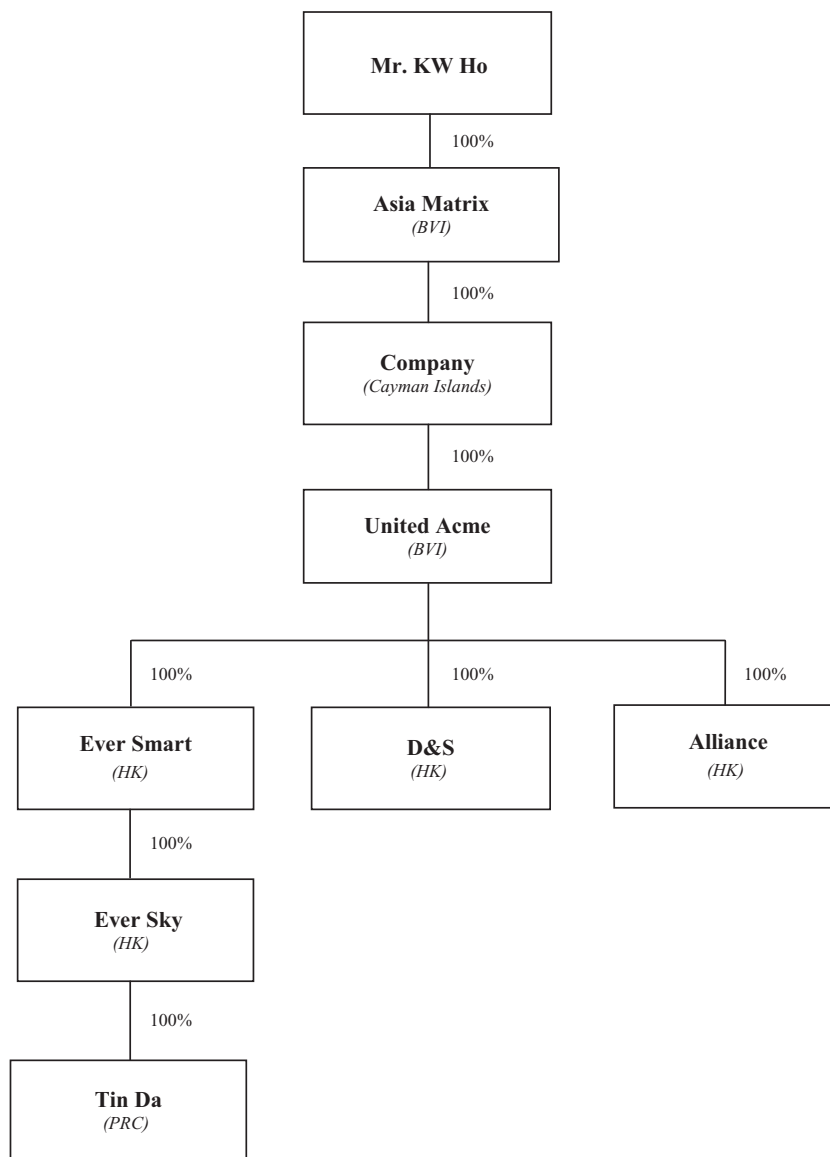 Mr. KW Ho
100%
Asia Matrix
(BVI)
100%
Company
(Cayman Islands)
100%
United Acme
(BVI)
100%
100%
100%
Ever Smart
(HK)
D&S
(HK)
Alliance
(HK)
100%
Ever Sky
(HK)
100%
Tin Da
(PRC)